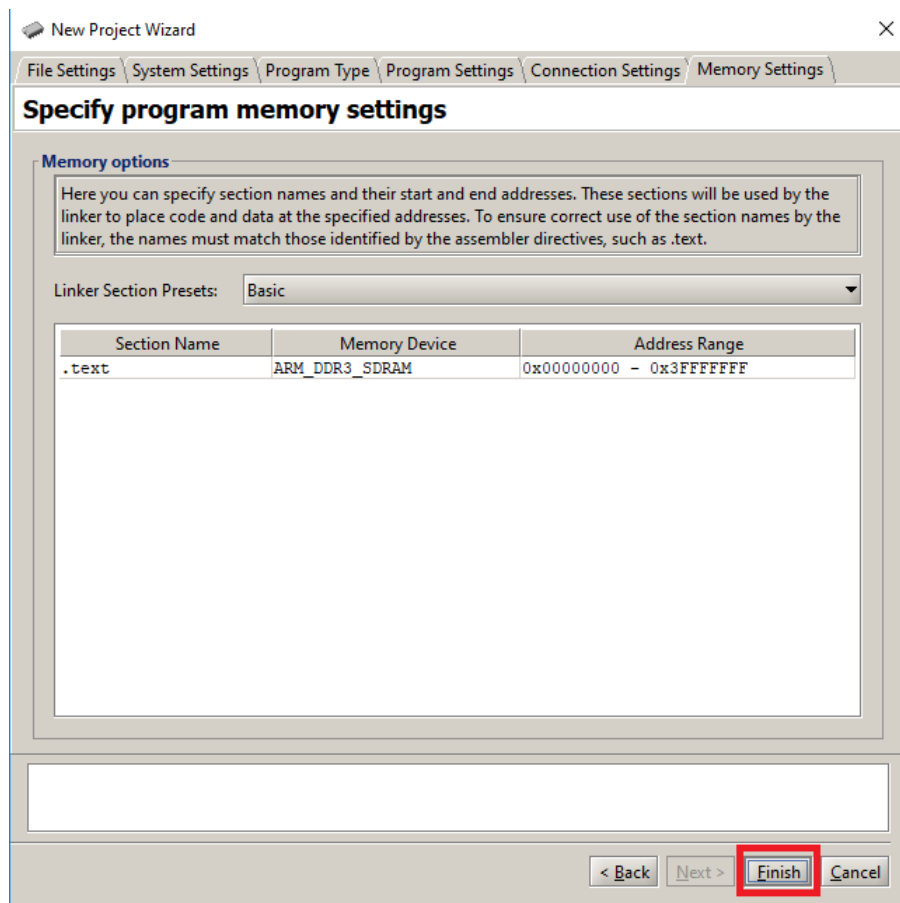 New Project Wizard
File Settings System Settings Program Type Program Settings Connection Settings Memory Settings
Specify program memory settings
Memory options
Here you can specify section names and their start and end addresses. These sections will be used by the
linker to place code and data at the specified addresses. To ensure correct use of the section names by the
linker, the names must match those identified by the assembler directives, such as .text.
Linker Section Presets: Basic
Section Name Memory Device Address Range
.text ARM_DDR3_SDRAM 0x00000000 - 0x3FFFFFFF
< Back Next > Finish Cancel